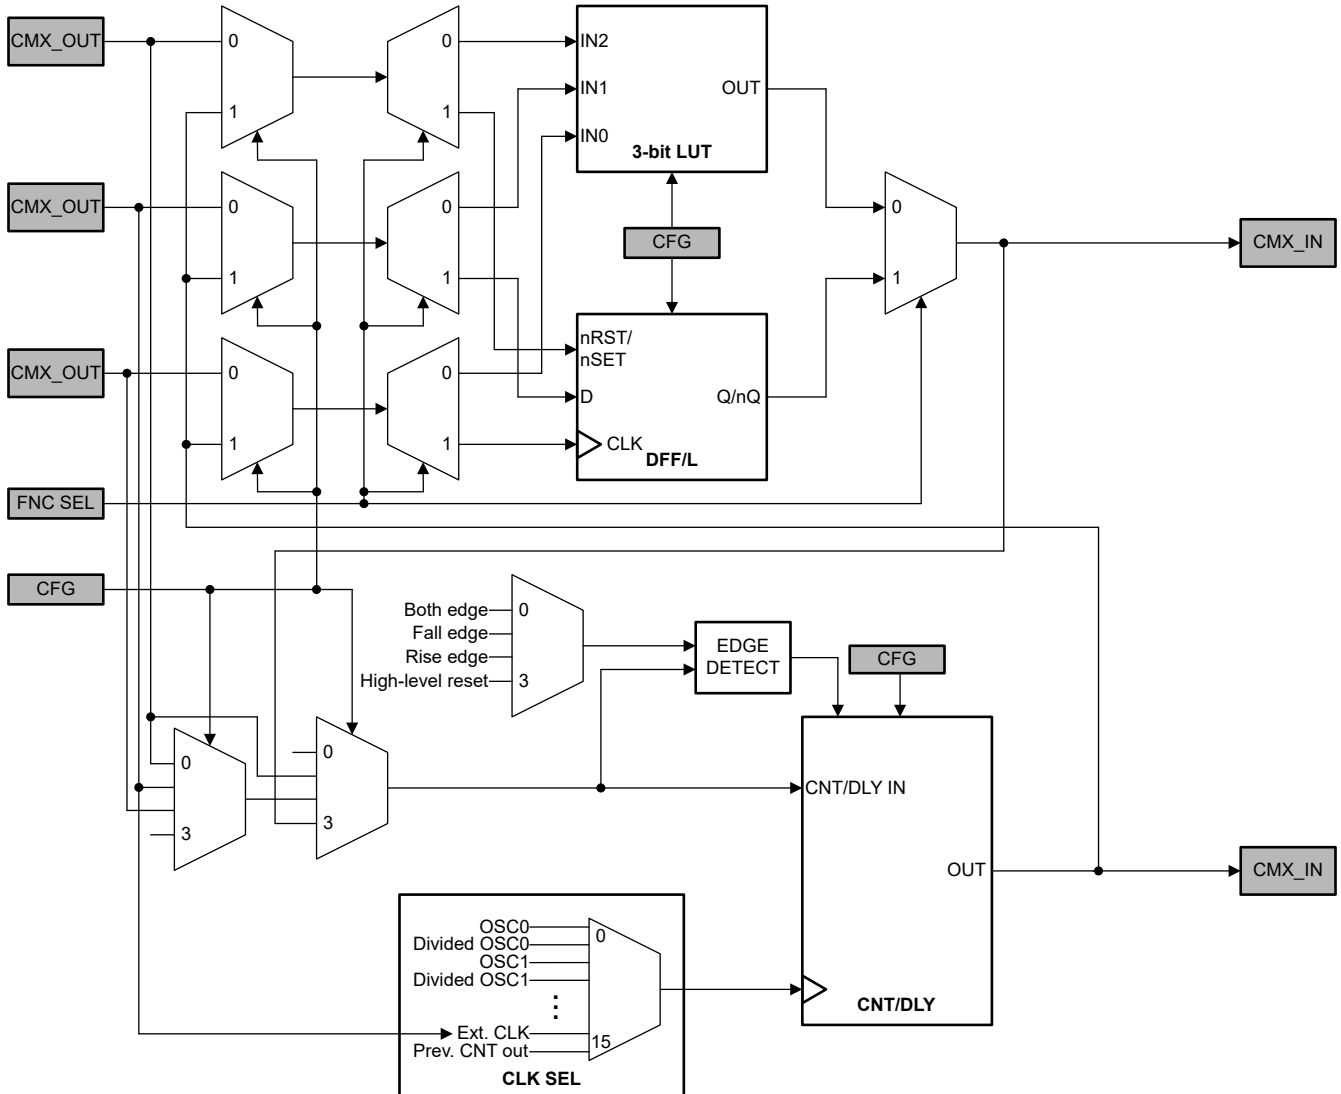 CMX_OUT
0
1
0
1
IN2
IN1
IN0
OUT
3-bit LUT
CMX_OUT
0
1
0
1
CFG
0
1
CMX_IN
CMX_OUT
0
1
0
1
nRST/
nSET
D
CLK
Q/nQ
DFF/L
FNC SEL
CFG
Both edge
Fall edge
Rise edge
High-level reset
0
3
EDGE
DETECT
CFG
0
3
0
3
CNT/DLY IN
OUT
CNT/DLY
CMX_IN
OSC0
Divided OSC0
OSC1
Divided OSC1
⋮
Ext. CLK
Prev. CNT out
0
15
CLK SEL